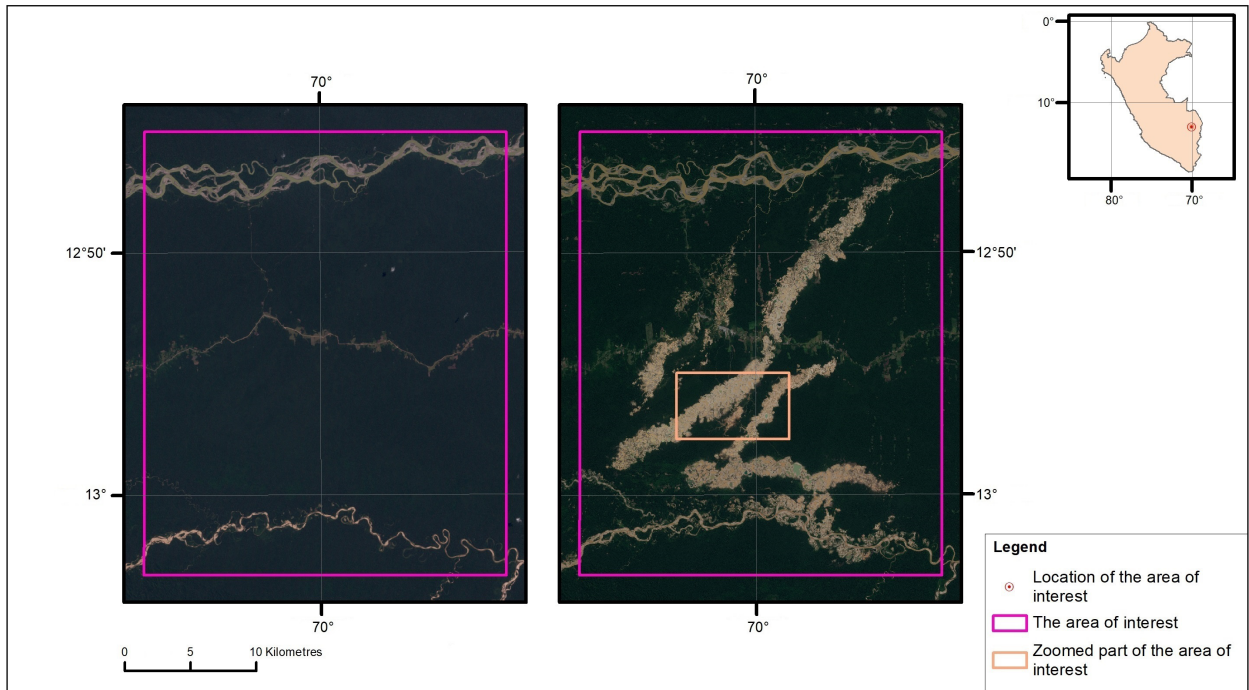 0°
10°
80°
70°
70°
70°
12°50'
12°50'
13°
13°
70°
70°
0 5 10 Kilometres
Legend
Location of the area of
interest
The area of interest
Zoomed part of the area of
interest